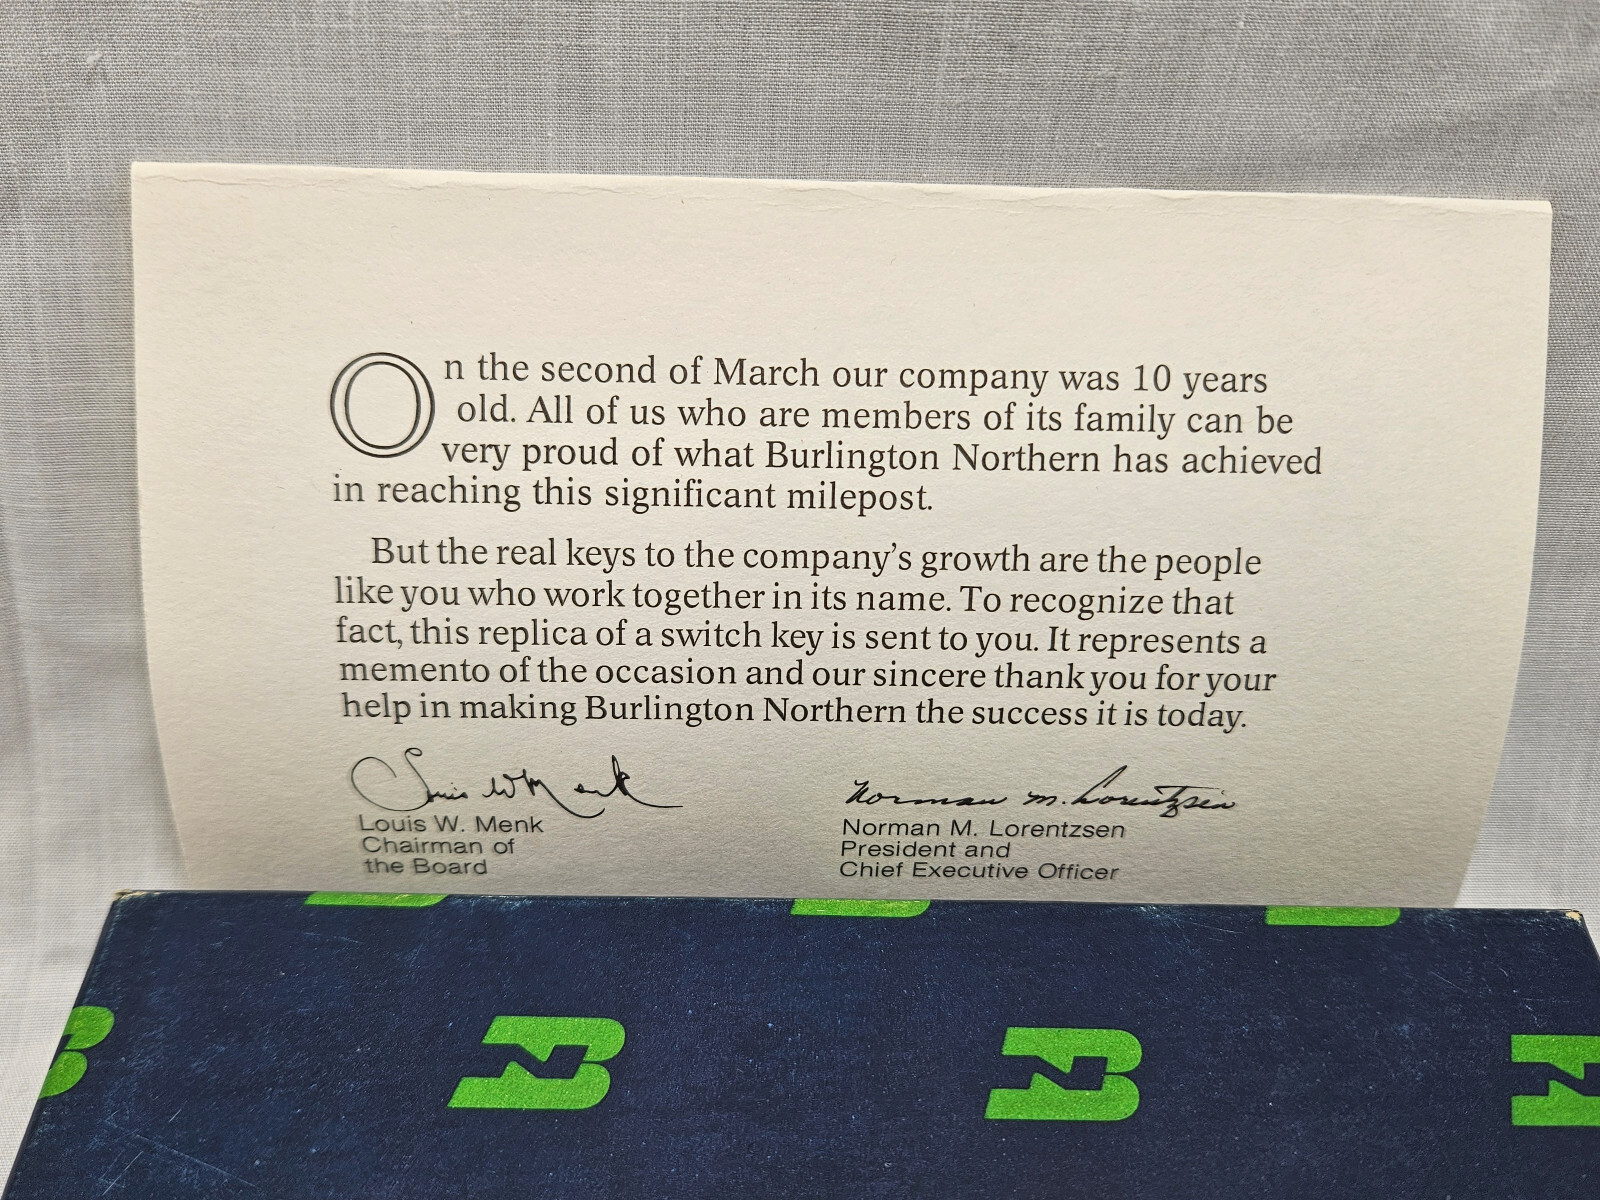 On the second of March our company was 10 years
old. All of us who are members of its family can be
very proud of what Burlington Northern has achieved
in reaching this significant milepost.
But the real keys to the company's growth are the people
like you who work together in its name. To recognize that
fact, this replica of a switch key is sent to you. It represents a
memento of the occasion and our sincere thank you for your
help in making Burlington Northern the success it is today.
Louis W Menk
Norman M. Lorentzsen
Louis W. Menk
Chairman of
the Board
Norman M. Lorentzsen
President and
Chief Executive Officer